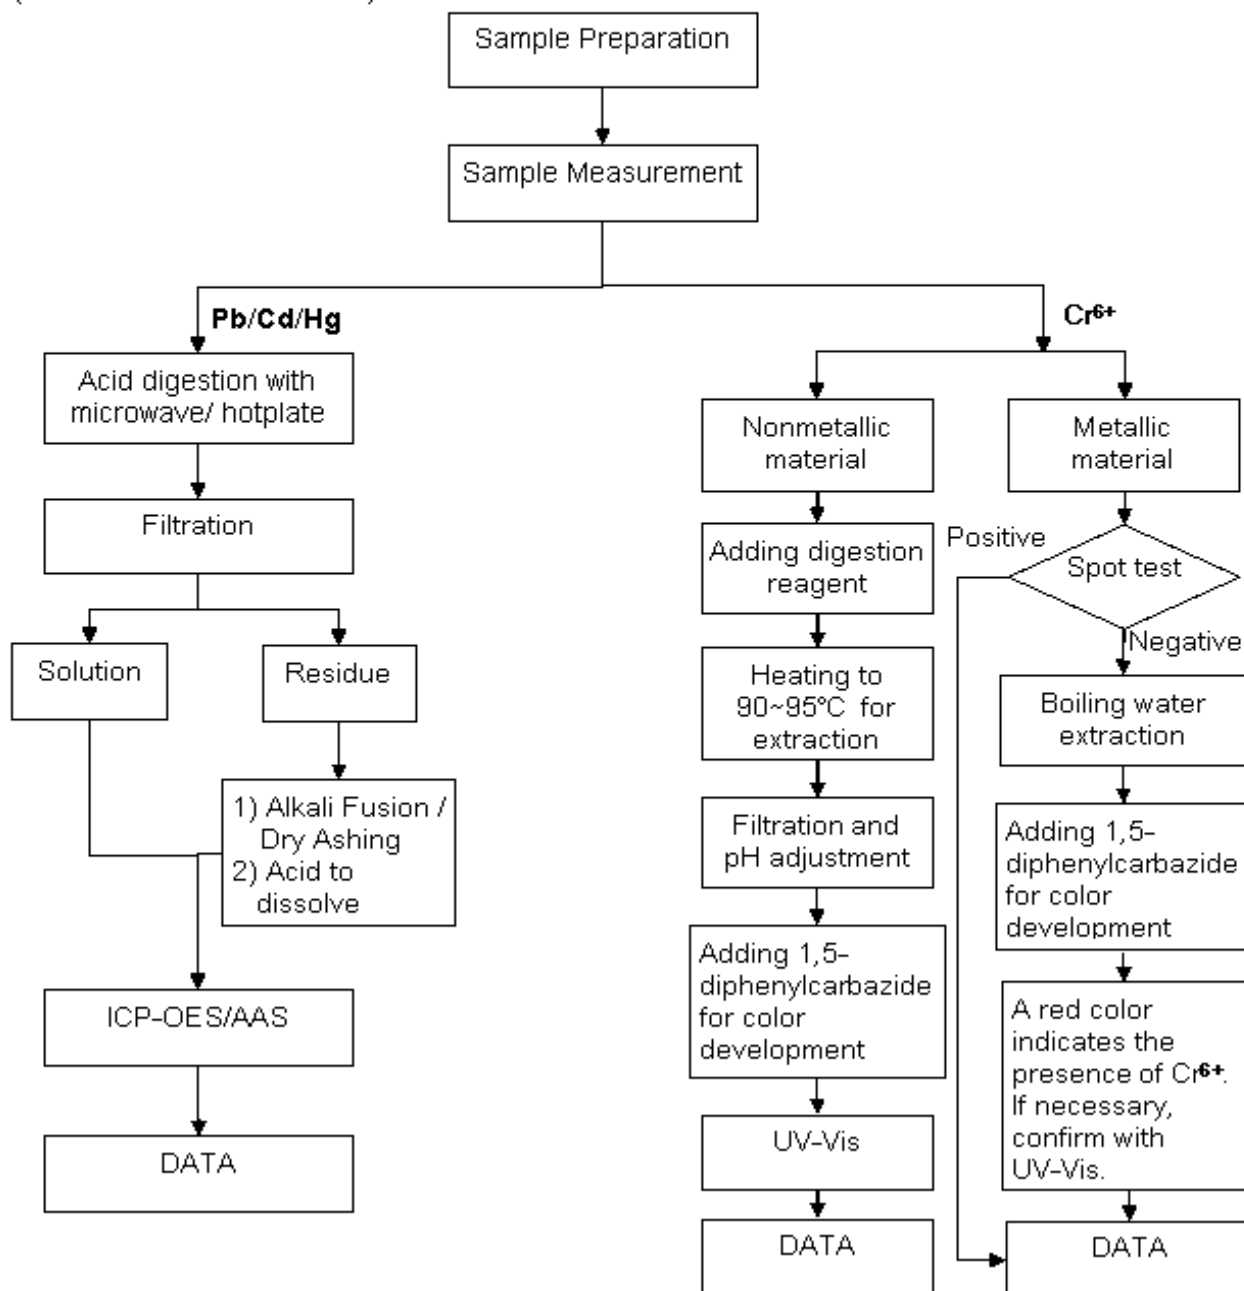 Sample Preparation
Sample Measurement
Pb/Cd/Hg
Cr⁶⁺
Acid digestion with
microwave/ hotplate
Filtration
Solution
Residue
1) Alkali Fusion /
Dry Ashing
2) Acid to
dissolve
ICP-OES/AAS
DATA
Nonmetallic
material
Adding digestion
reagent
Heating to
90~95°C for
extraction
Filtration and
pH adjustment
Adding 1,5-
diphenylcarbazide
for color
development
UV-Vis
DATA
Metallic
material
Positive
Spot test
Negative
Boiling water
extraction
Adding 1,5-
diphenylcarbazide
for color
development
A red color
indicates the
presence of Cr⁶⁺.
If necessary,
confirm with
UV-Vis.
DATA